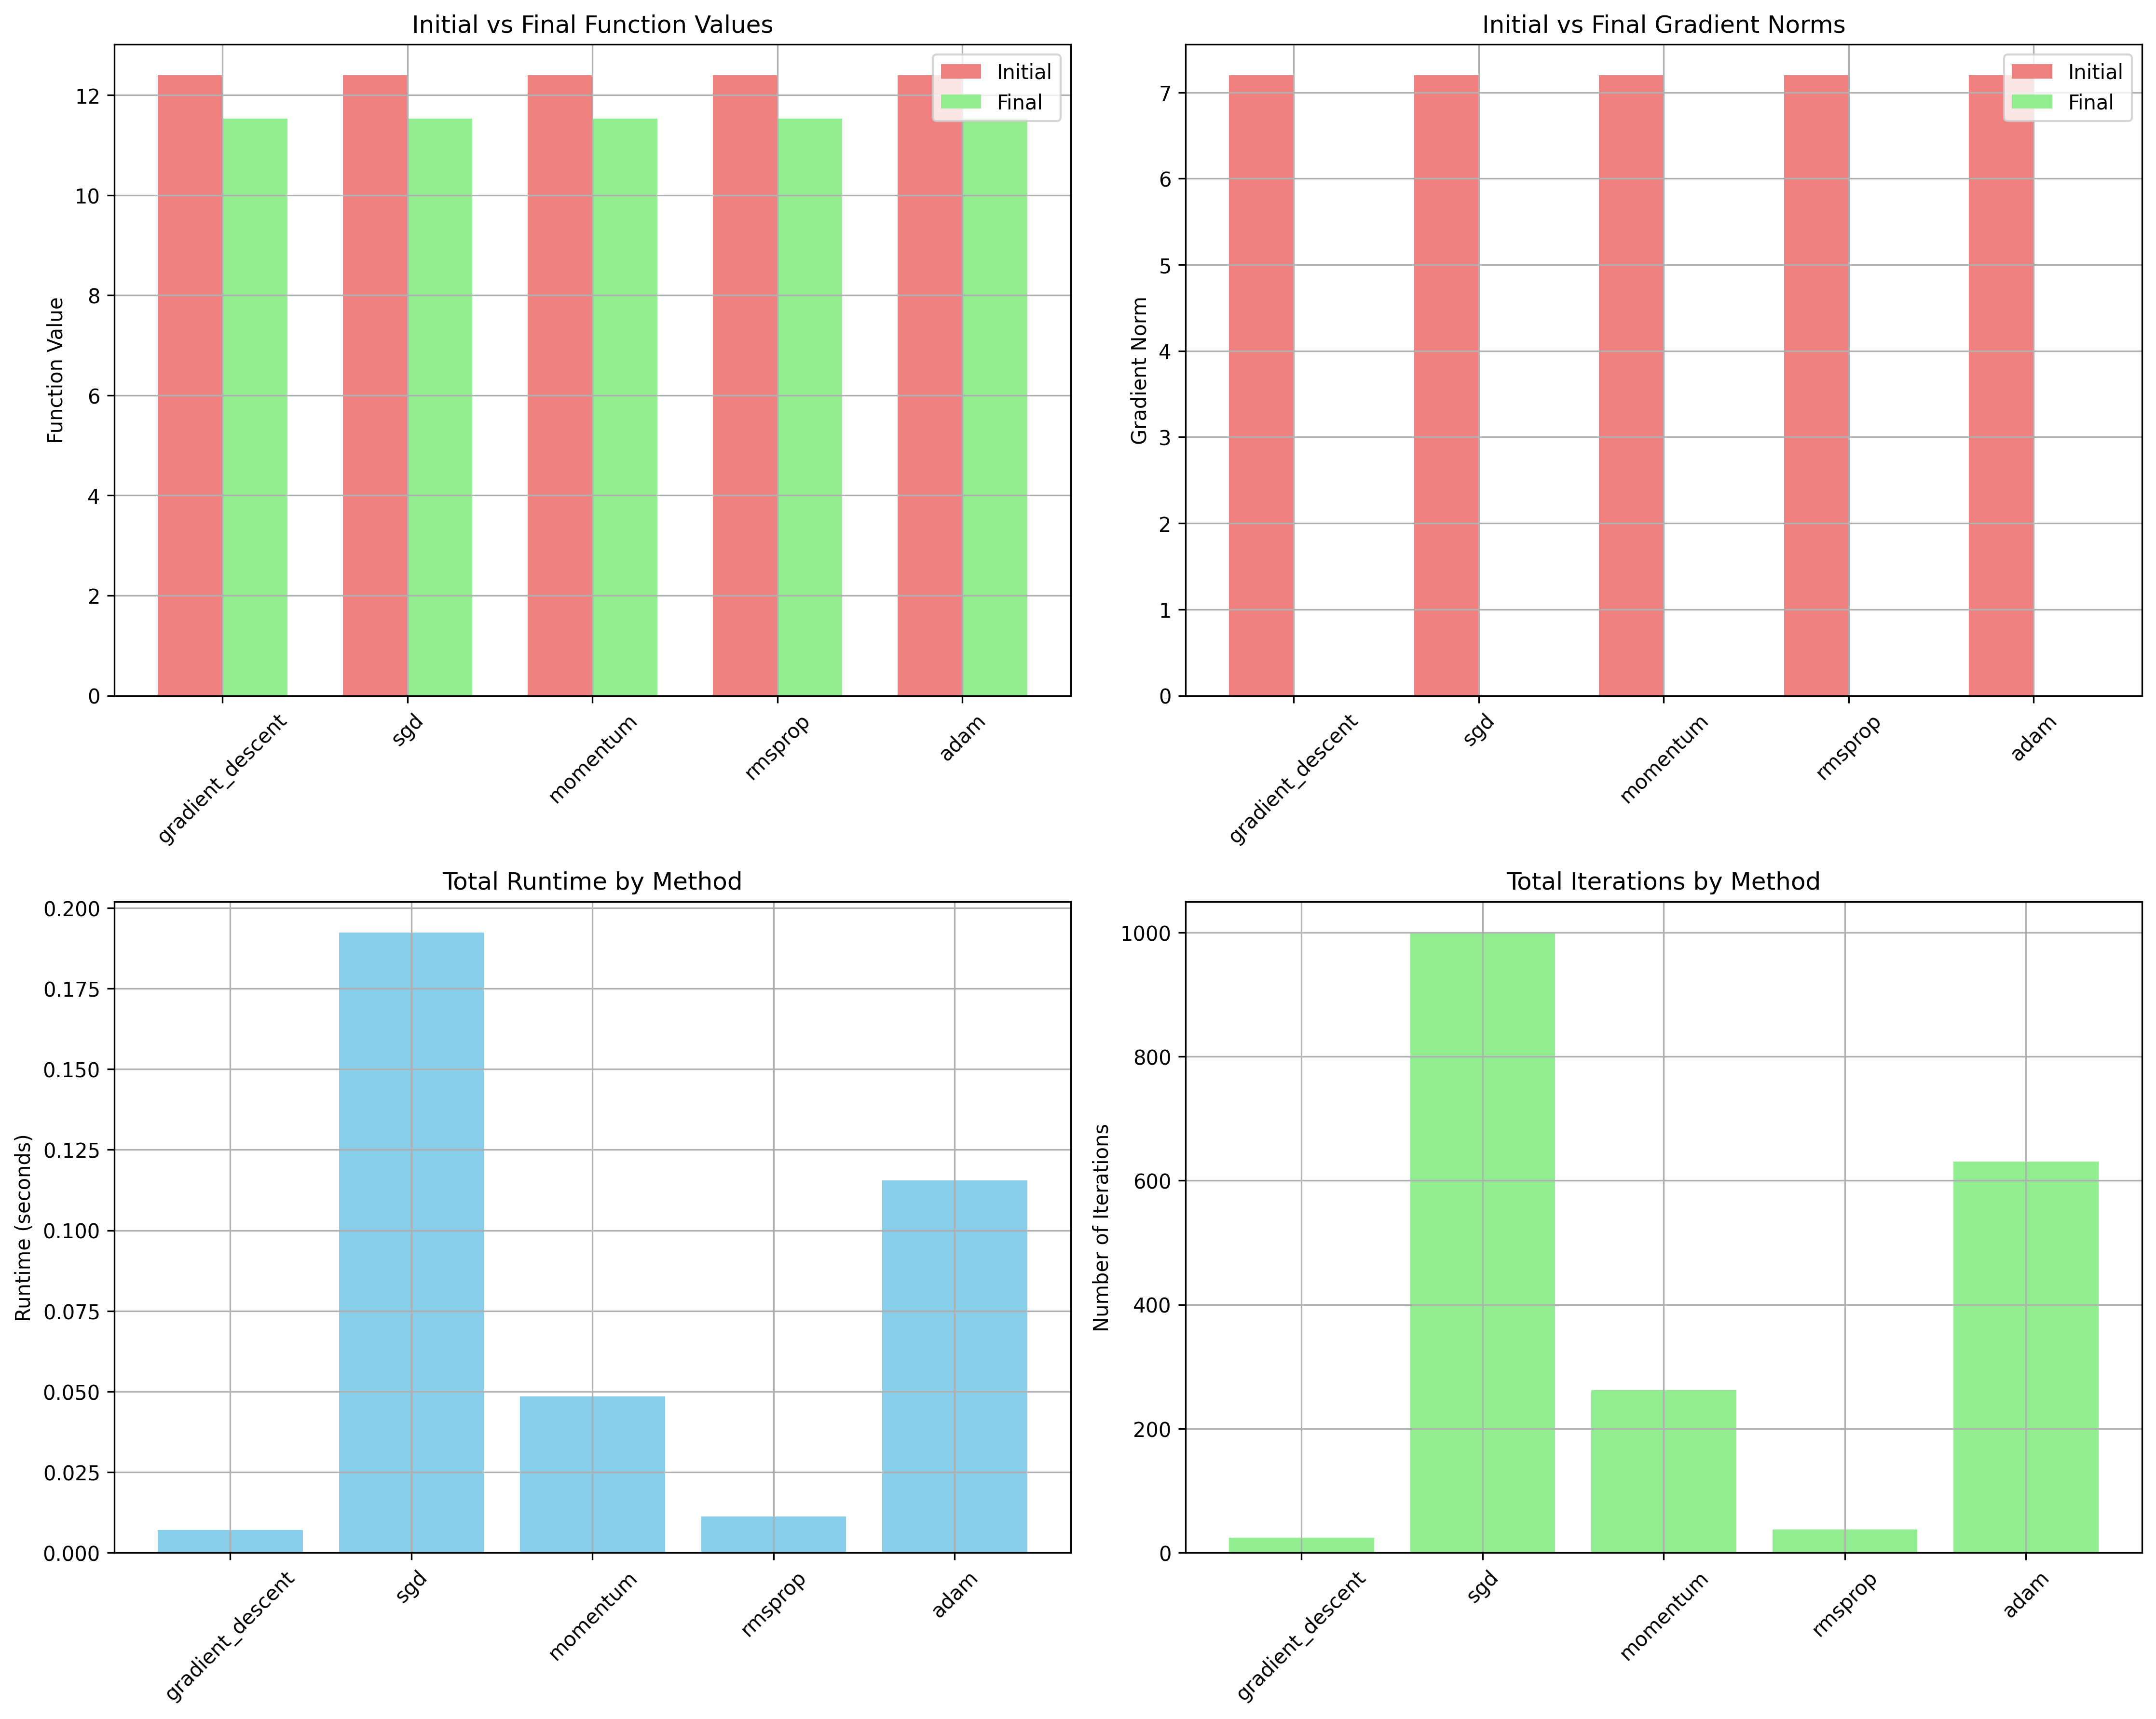 Initial vs Final Function Values
Initial
Final
Function Value
12
10
8
6
4
2
0
gradient_descent
sgd
momentum
rmsprop
adam
Initial vs Final Gradient Norms
Initial
Final
Gradient Norm
7
6
5
4
3
2
1
0
gradient_descent
sgd
momentum
rmsprop
adam
Total Runtime by Method
Runtime (seconds)
0.200
0.175
0.150
0.125
0.100
0.075
0.050
0.025
0.000
gradient_descent
sgd
momentum
rmsprop
adam
Total Iterations by Method
Number of Iterations
1000
800
600
400
200
0
gradient_descent
sgd
momentum
rmsprop
adam